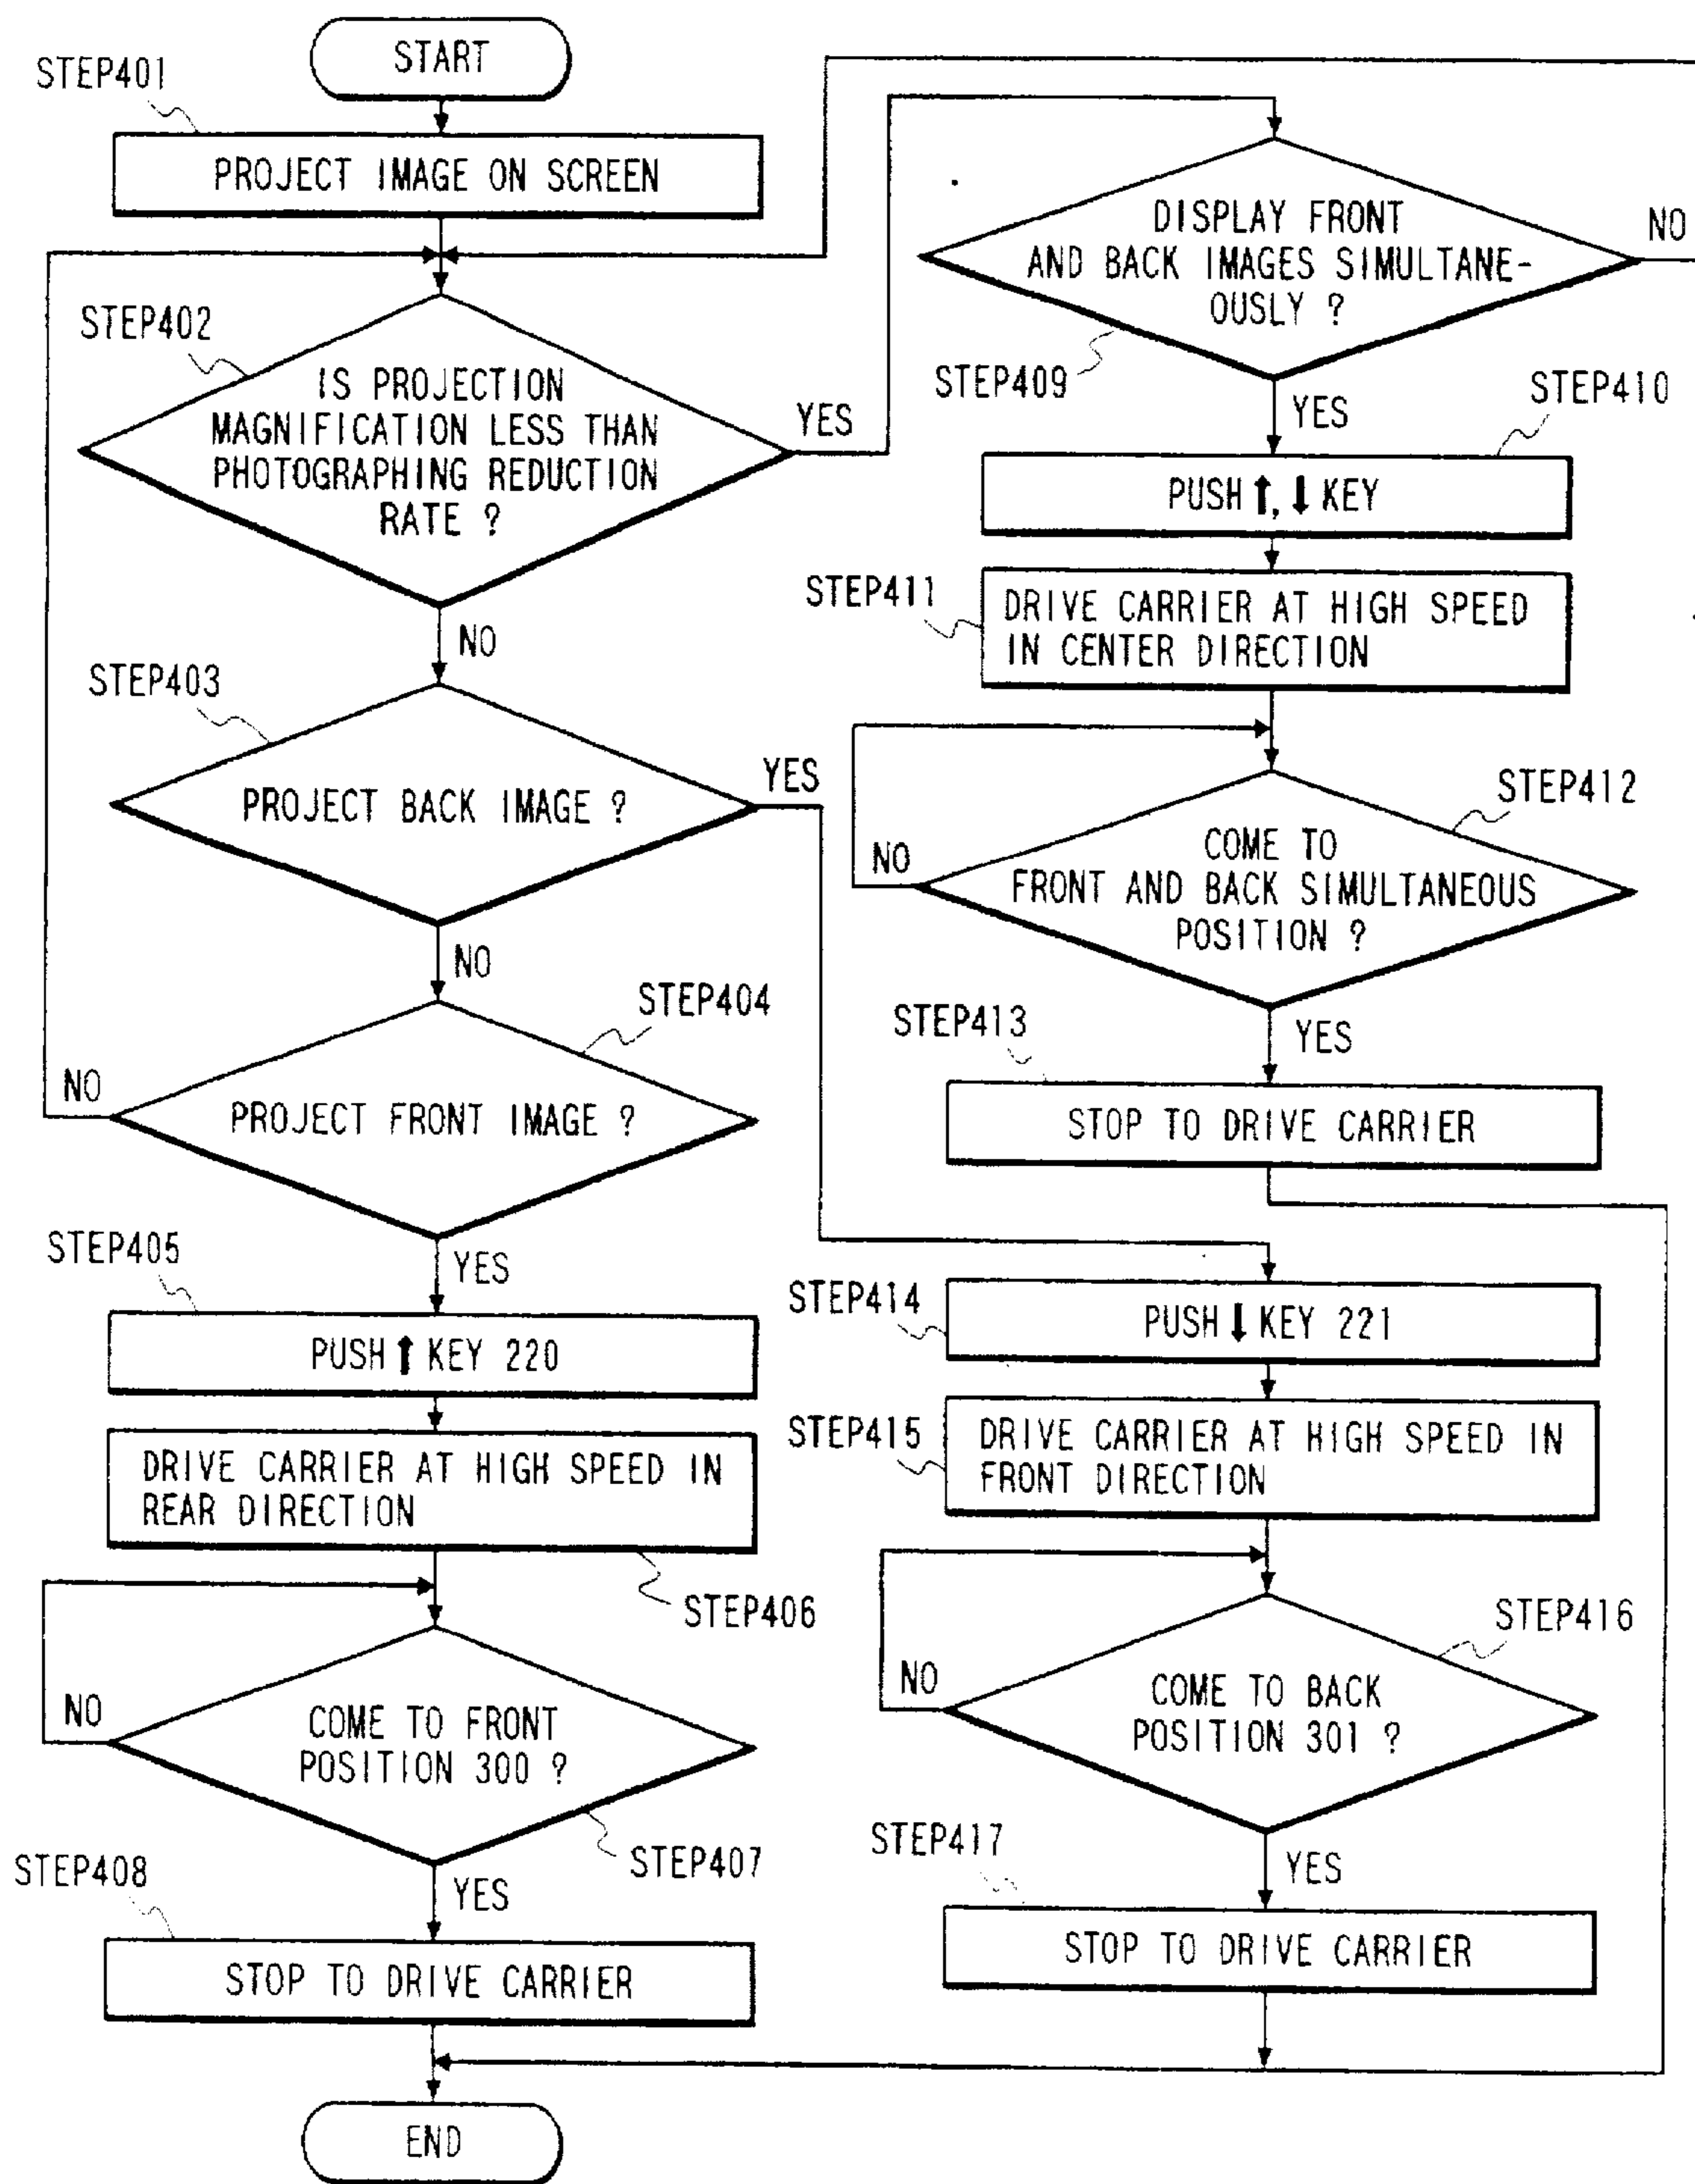 START
STEP401
PROJECT IMAGE ON SCREEN
STEP402
IS PROJECTION
MAGNIFICATION LESS THAN
PHOTOGRAPHING REDUCTION
RATE ?
YES
NO
STEP403
PROJECT BACK IMAGE ?
YES
NO
STEP404
PROJECT FRONT IMAGE ?
NO
YES
STEP405
PUSH ⬆ KEY 220
DRIVE CARRIER AT HIGH SPEED IN
REAR DIRECTION
STEP406
COME TO FRONT
POSITION 300 ?
NO
STEP407
YES
STEP408
STOP TO DRIVE CARRIER
END
DISPLAY FRONT
AND BACK IMAGES SIMULTANE-
OUSLY ?
NO
STEP409
YES
STEP410
PUSH ⬆, ⬇ KEY
STEP411
DRIVE CARRIER AT HIGH SPEED
IN CENTER DIRECTION
STEP412
COME TO
FRONT AND BACK SIMULTANEOUS
POSITION ?
NO
YES
STEP413
STOP TO DRIVE CARRIER
STEP414
PUSH ⬇ KEY 221
STEP415
DRIVE CARRIER AT HIGH SPEED IN
FRONT DIRECTION
STEP416
COME TO BACK
POSITION 301 ?
NO
YES
STEP417
STOP TO DRIVE CARRIER